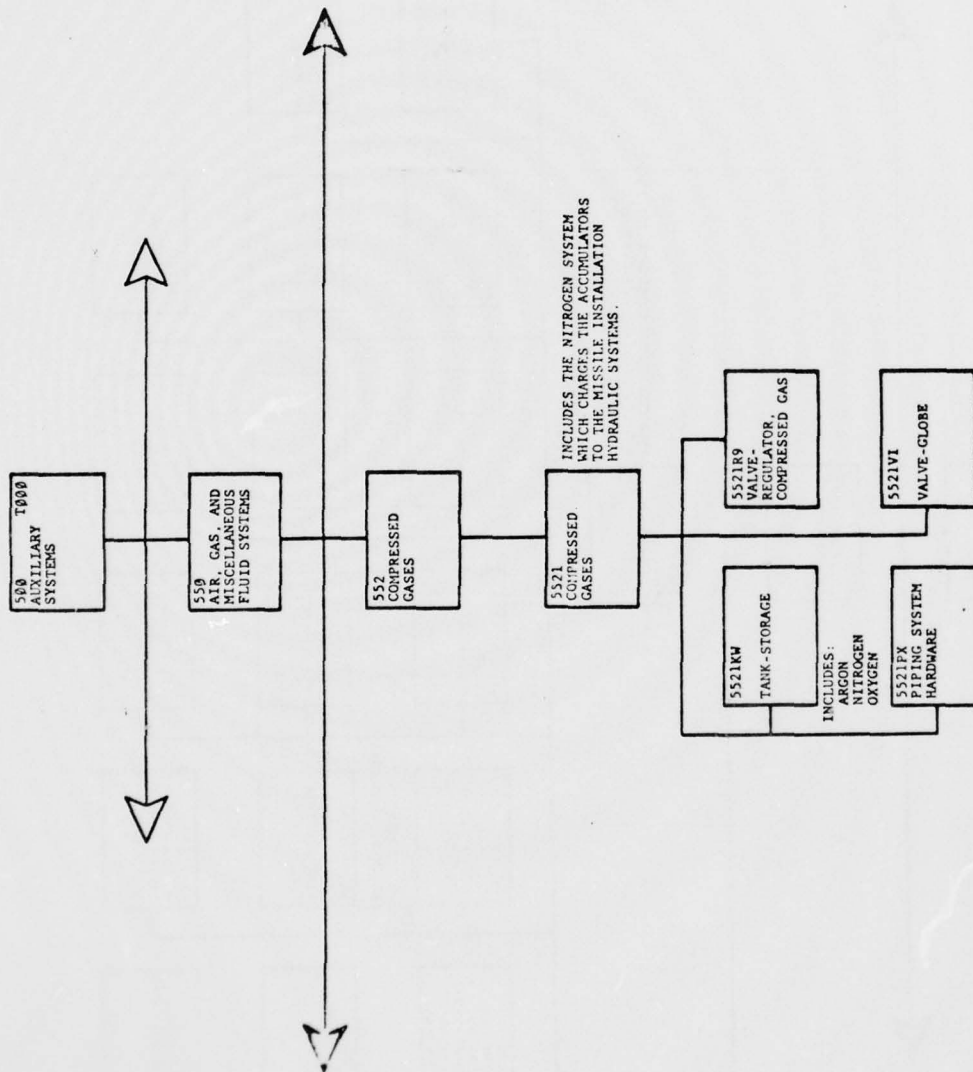 500 T000
AUXILIARY
SYSTEMS
550
AIR, GAS, AND
MISCELLANEOUS
FLUID SYSTEMS
552
COMPRESSED
GASES
5521
COMPRESSED
GASES
INCLUDES THE NITROGEN SYSTEM
WHICH CHARGES THE ACCUMULATORS
TO THE MISSILE INSTALLATION
HYDRAULIC SYSTEMS.
5521KW
TANK-STORAGE
INCLUDES:
ARGON
NITROGEN
OXYGEN
5521R9
VALVE-
REGULATOR,
COMPRESSED GAS
5521PX
PIPING SYSTEM
HARDWARE
5521VI
VALVE-GLOBE